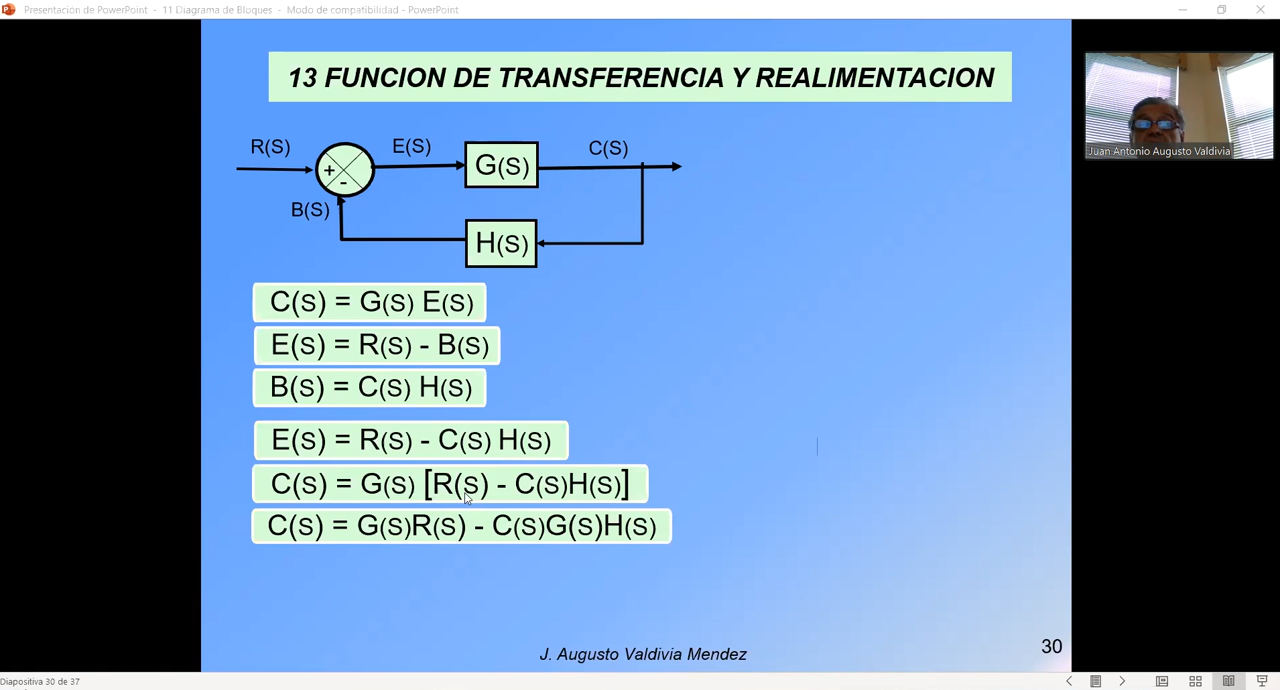 Presentación de PowerPoint - 11 Diagrama de Bloques - Modo de compatibilidad - PowerPoint
13 FUNCION DE TRANSFERENCIA Y REALIMENTACION
R(S)
E(S)
C(S)
+
-
G(S)
B(S)
H(S)
Juan Antonio Augusto Valdivia
C(S) = G(S) E(S)
E(S) = R(S) - B(S)
B(S) = C(S) H(S)
E(S) = R(S) - C(S) H(S)
C(S) = G(S) [R(S) - C(S)H(S)]
C(S) = G(S)R(S) - C(S)G(S)H(S)
J. Augusto Valdivia Mendez
30
Diapositiva 30 de 37